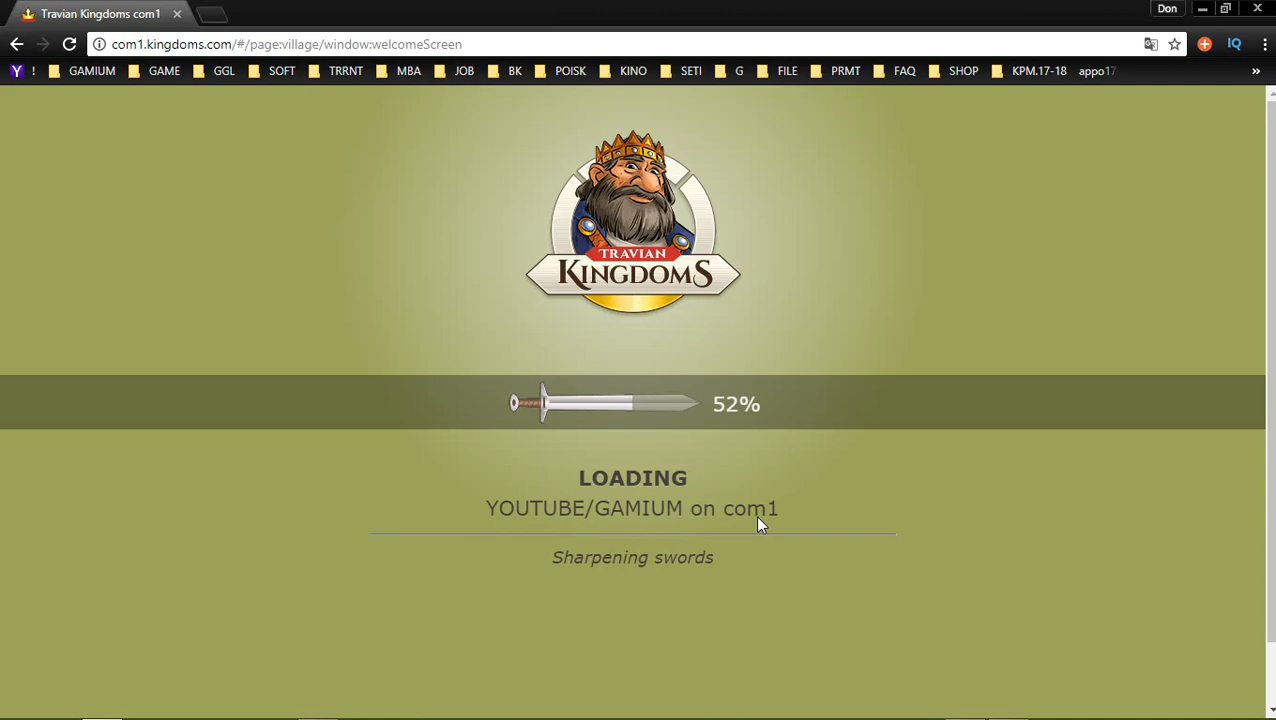 Travian Kingdoms com1
Don
com1.kingdoms.com/#/page:village/window:welcomeScreen
IQ
Y ! GAMIUM GAME GGL SOFT TRRNT MBA JOB BK POISK KINO SETI G FILE PRMT FAQ SHOP KPM.17-18 appo17 »
TRAVIAN
KINGDOMS
52%
LOADING
YOUTUBE/GAMIUM on com1
Sharpening swords